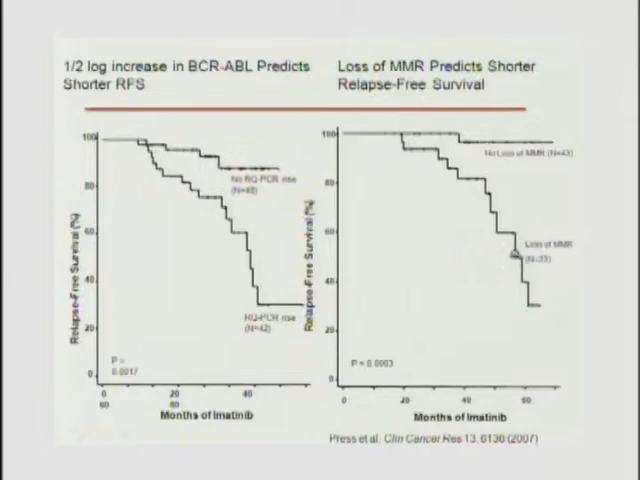 1/2 log increase in BCR-ABL Predicts
Shorter RFS
Loss of MMR Predicts Shorter
Relapse-Free Survival
Relapse-Free Survival (%)
100
80
60
40
20
0
No RQ-PCR rise
RQ-PCR rise
(N=42)
P =
0.0017
0
20
40
60
80
Months of Imatinib
Relapse-Free Survival (%)
100
80
60
40
20
0
No Loss of MMR (N=43)
Loss of MMR
P = 0.0003
0
20
40
60
Months of Imatinib
Press et al, Clin Cancer Res 13, 6136 (2007)